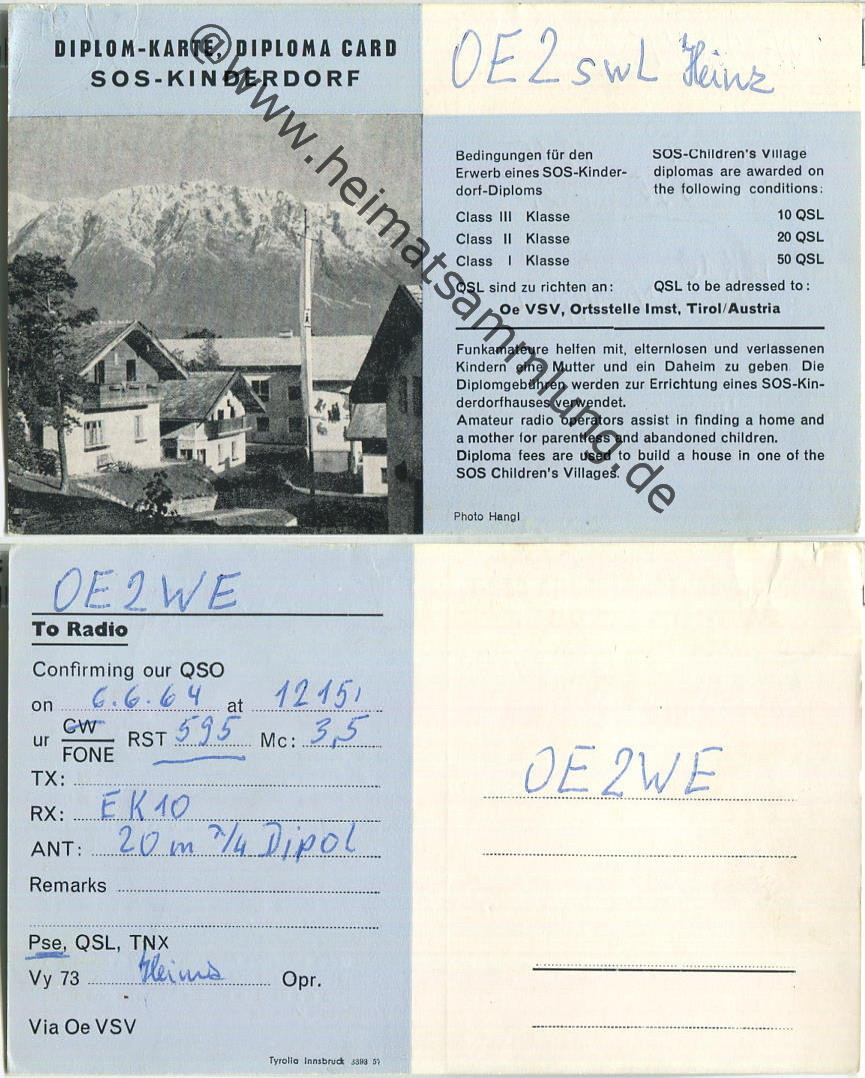 DIPLOM-KARTE, DIPLOMA CARD
SOS-KINDERDORF
OE2SWL Heinz
Bedingungen für den
Erwerb eines SOS-Kinder-
dorf-Diploms
SOS-Children's Village
diplomas are awarded on
the following conditions:
Class III Klasse 10 QSL
Class II Klasse 20 QSL
Class I Klasse 50 QSL
QSL sind zu richten an: QSL to be adressed to:
Oe VSV, Ortsstelle Imst, Tirol/Austria
Funkamateure helfen mit, elternlosen und verlassenen
Kindern eine Mutter und ein Daheim zu geben. Die
Diplomgebühren werden zur Errichtung eines SOS-Kin-
derdorfhauses verwendet.
Amateur radio operators assist in finding a home and
a mother for parentless and abandoned children.
Diploma fees are used to build a house in one of the
SOS Children's Villages.
Photo Hangl
@www.heimatsammlung.de
OE2WE
To Radio
Confirming our QSO
on 6.6.64 at 1215
ur CW RST 595 Mc: 3,5
FONE
TX:
RX: EK10
ANT: 20 m λ/4 Dipol
Remarks
Pse, QSL, TNX
Vy 73 Heinz Opr.
Via Oe VSV
Tyrolia Innsbruck
OE2WE